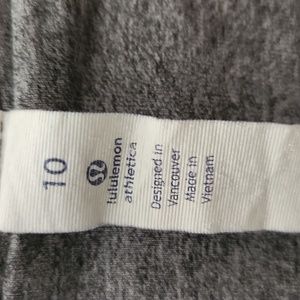 10
lululemon
athletica
Designed in
Vancouver
Made in
Vietnam